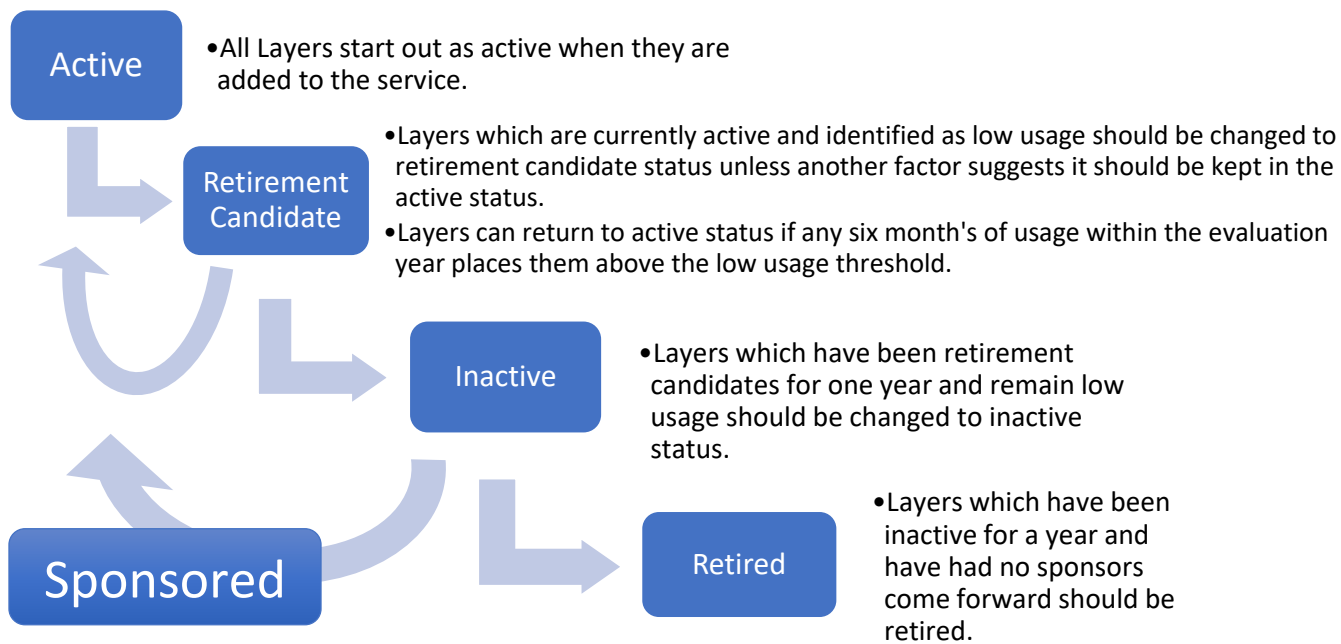 Active
•All Layers start out as active when they are
added to the service.
Retirement
Candidate
•Layers which are currently active and identified as low usage should be changed to
retirement candidate status unless another factor suggests it should be kept in the
active status.
•Layers can return to active status if any six month's of usage within the evaluation
year places them above the low usage threshold.
Inactive
•Layers which have been retirement
candidates for one year and remain low
usage should be changed to inactive
status.
Sponsored
Retired
•Layers which have been
inactive for a year and
have had no sponsors
come forward should be
retired.